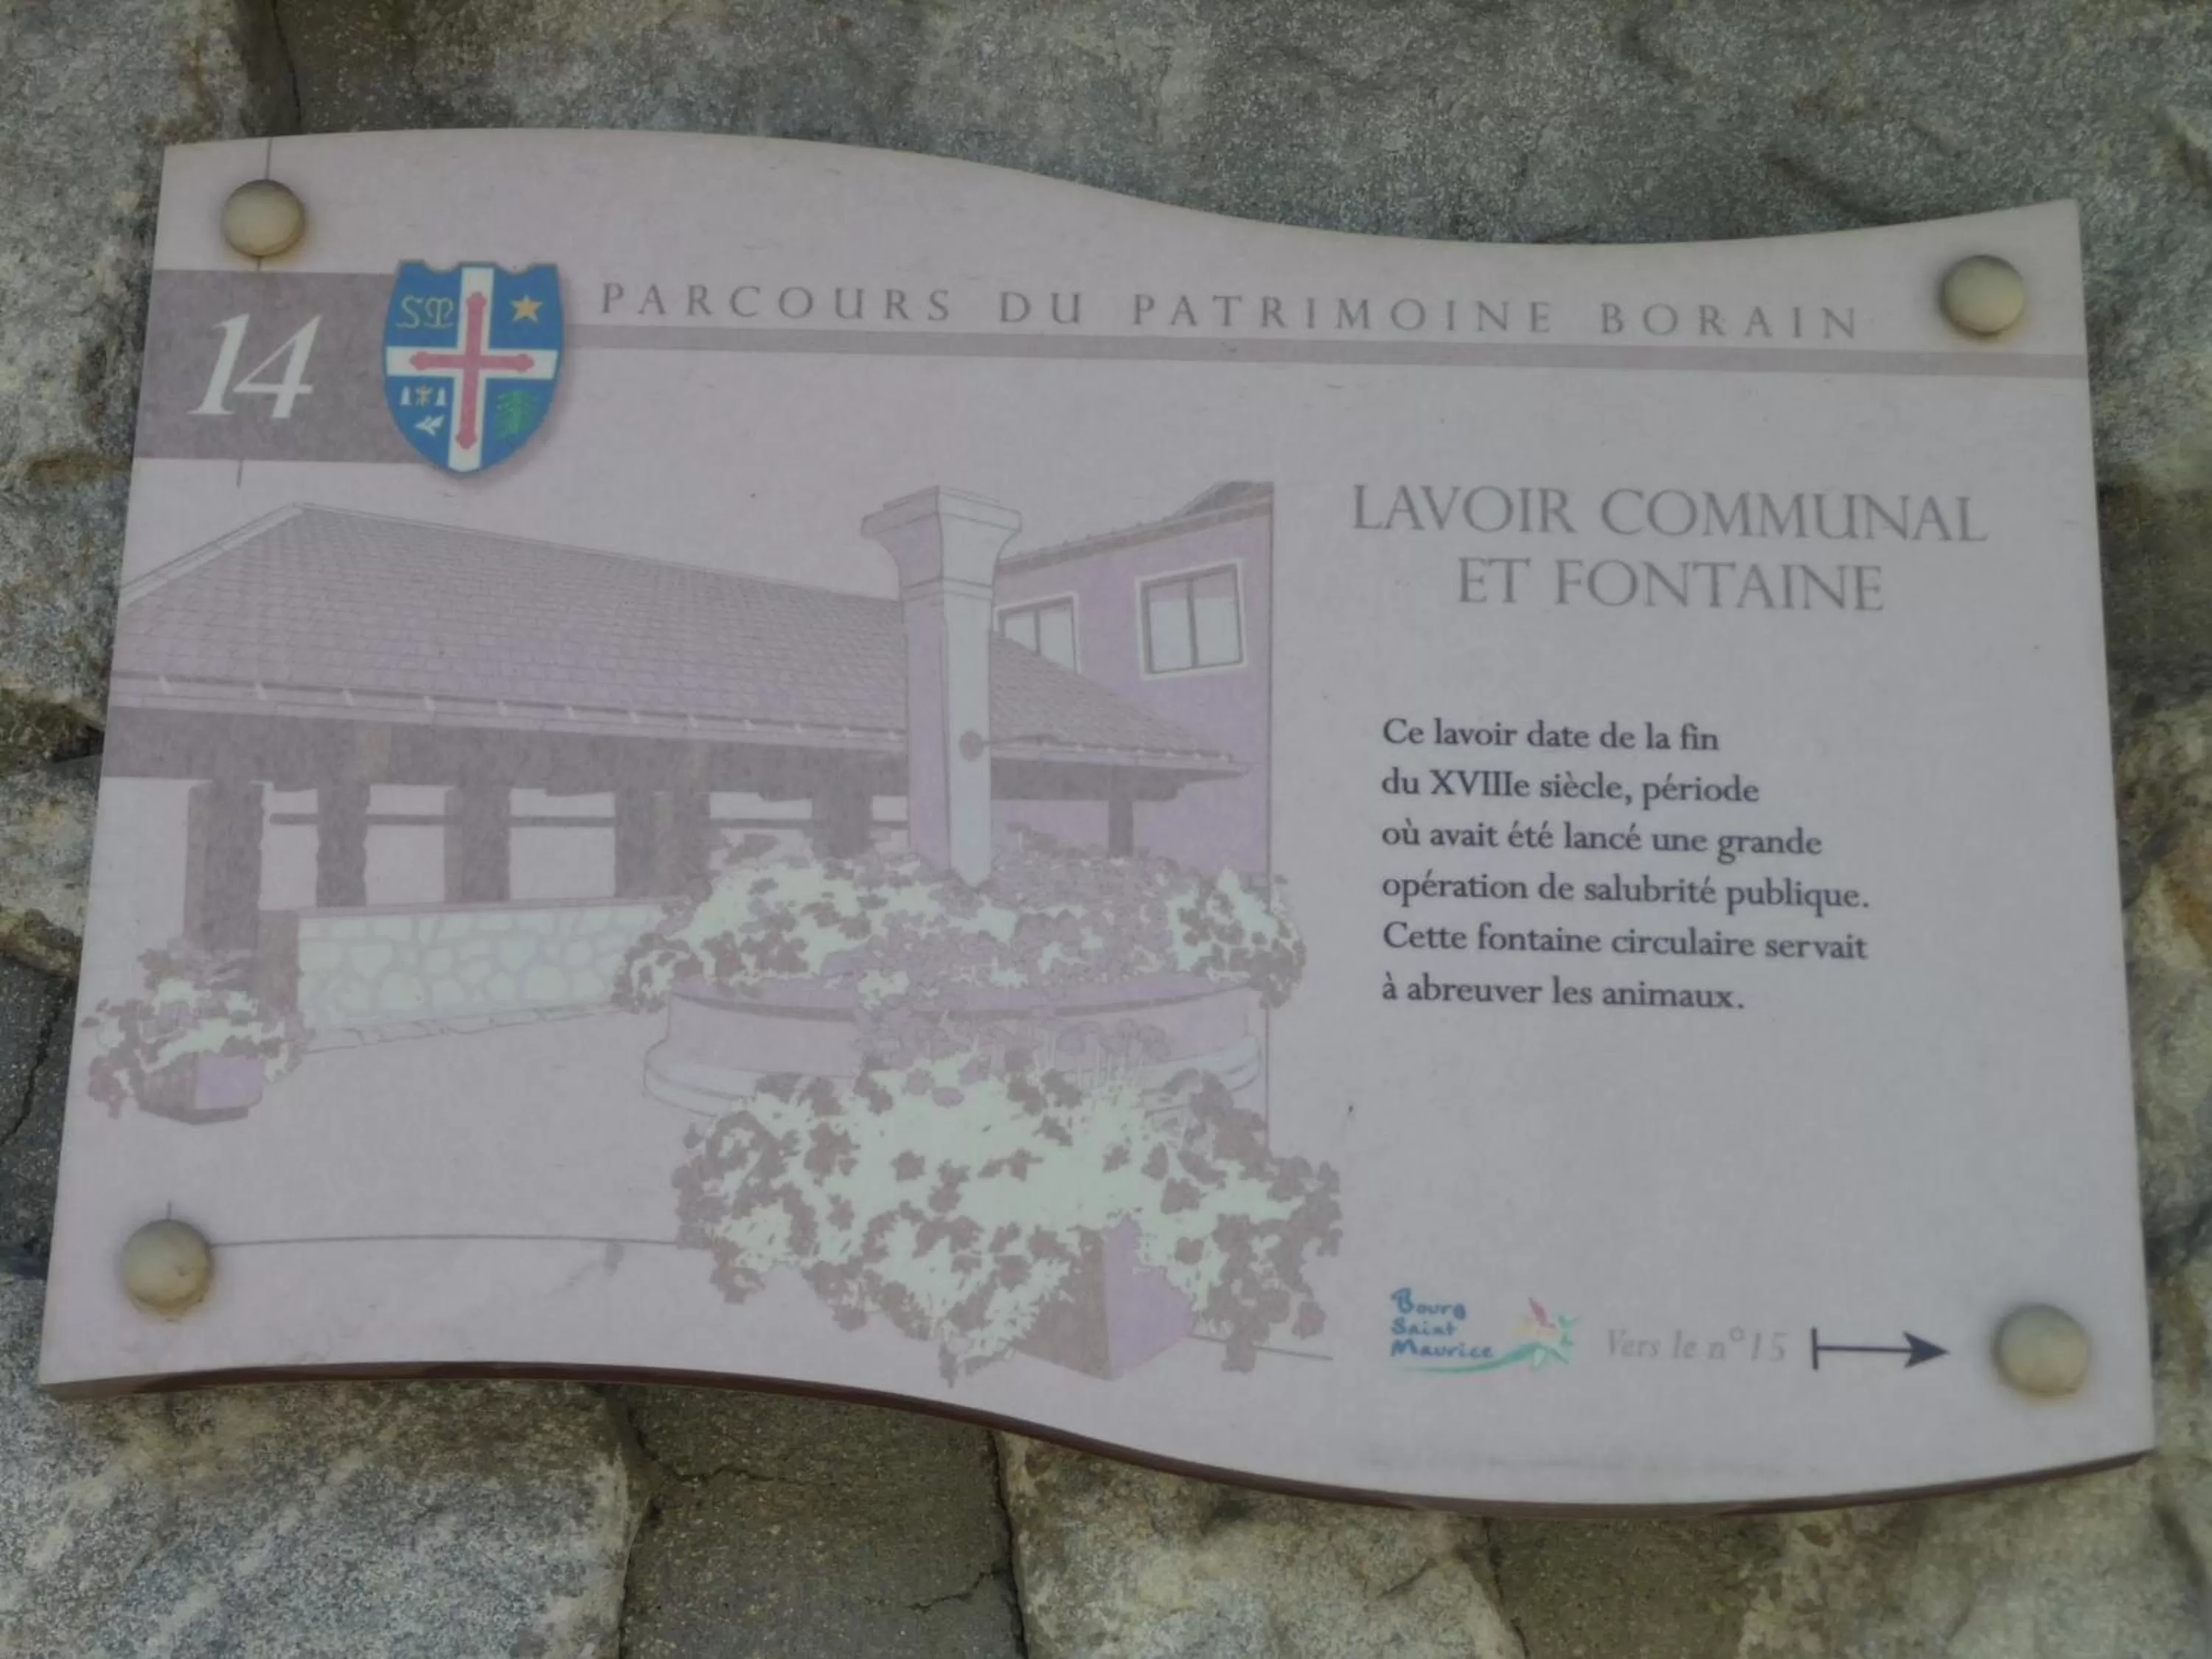 14
SM
PARCOURS DU PATRIMOINE BORAIN
LAVOIR COMMUNAL
ET FONTAINE
Ce lavoir date de la fin
du XVIIIe siècle, période
où avait été lancé une grande
opération de salubrité publique.
Cette fontaine circulaire servait
à abreuver les animaux.
Bourg
Saint
Maurice
Vers le n°15